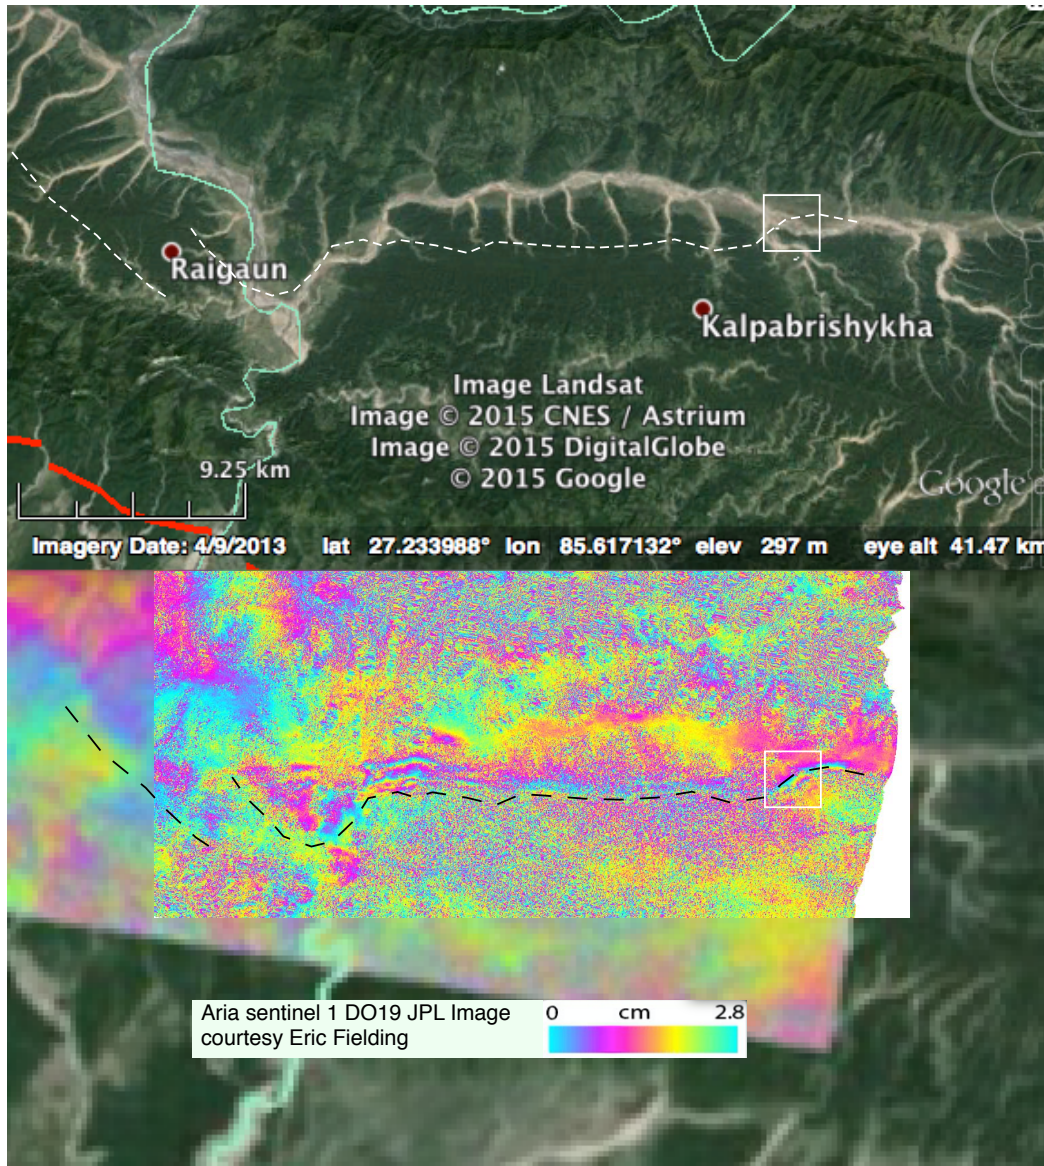 Raigaun
Kalpabrishykha
Image Landsat
Image © 2015 CNES / Astrium
Image © 2015 DigitalGlobe
© 2015 Google
9.25 km
Google
Imagery Date: 4/9/2013 lat 27.233988° lon 85.617132° elev 297 m eye alt 41.47 km
Aria sentinel 1 DO19 JPL Image
courtesy Eric Fielding
0 cm 2.8